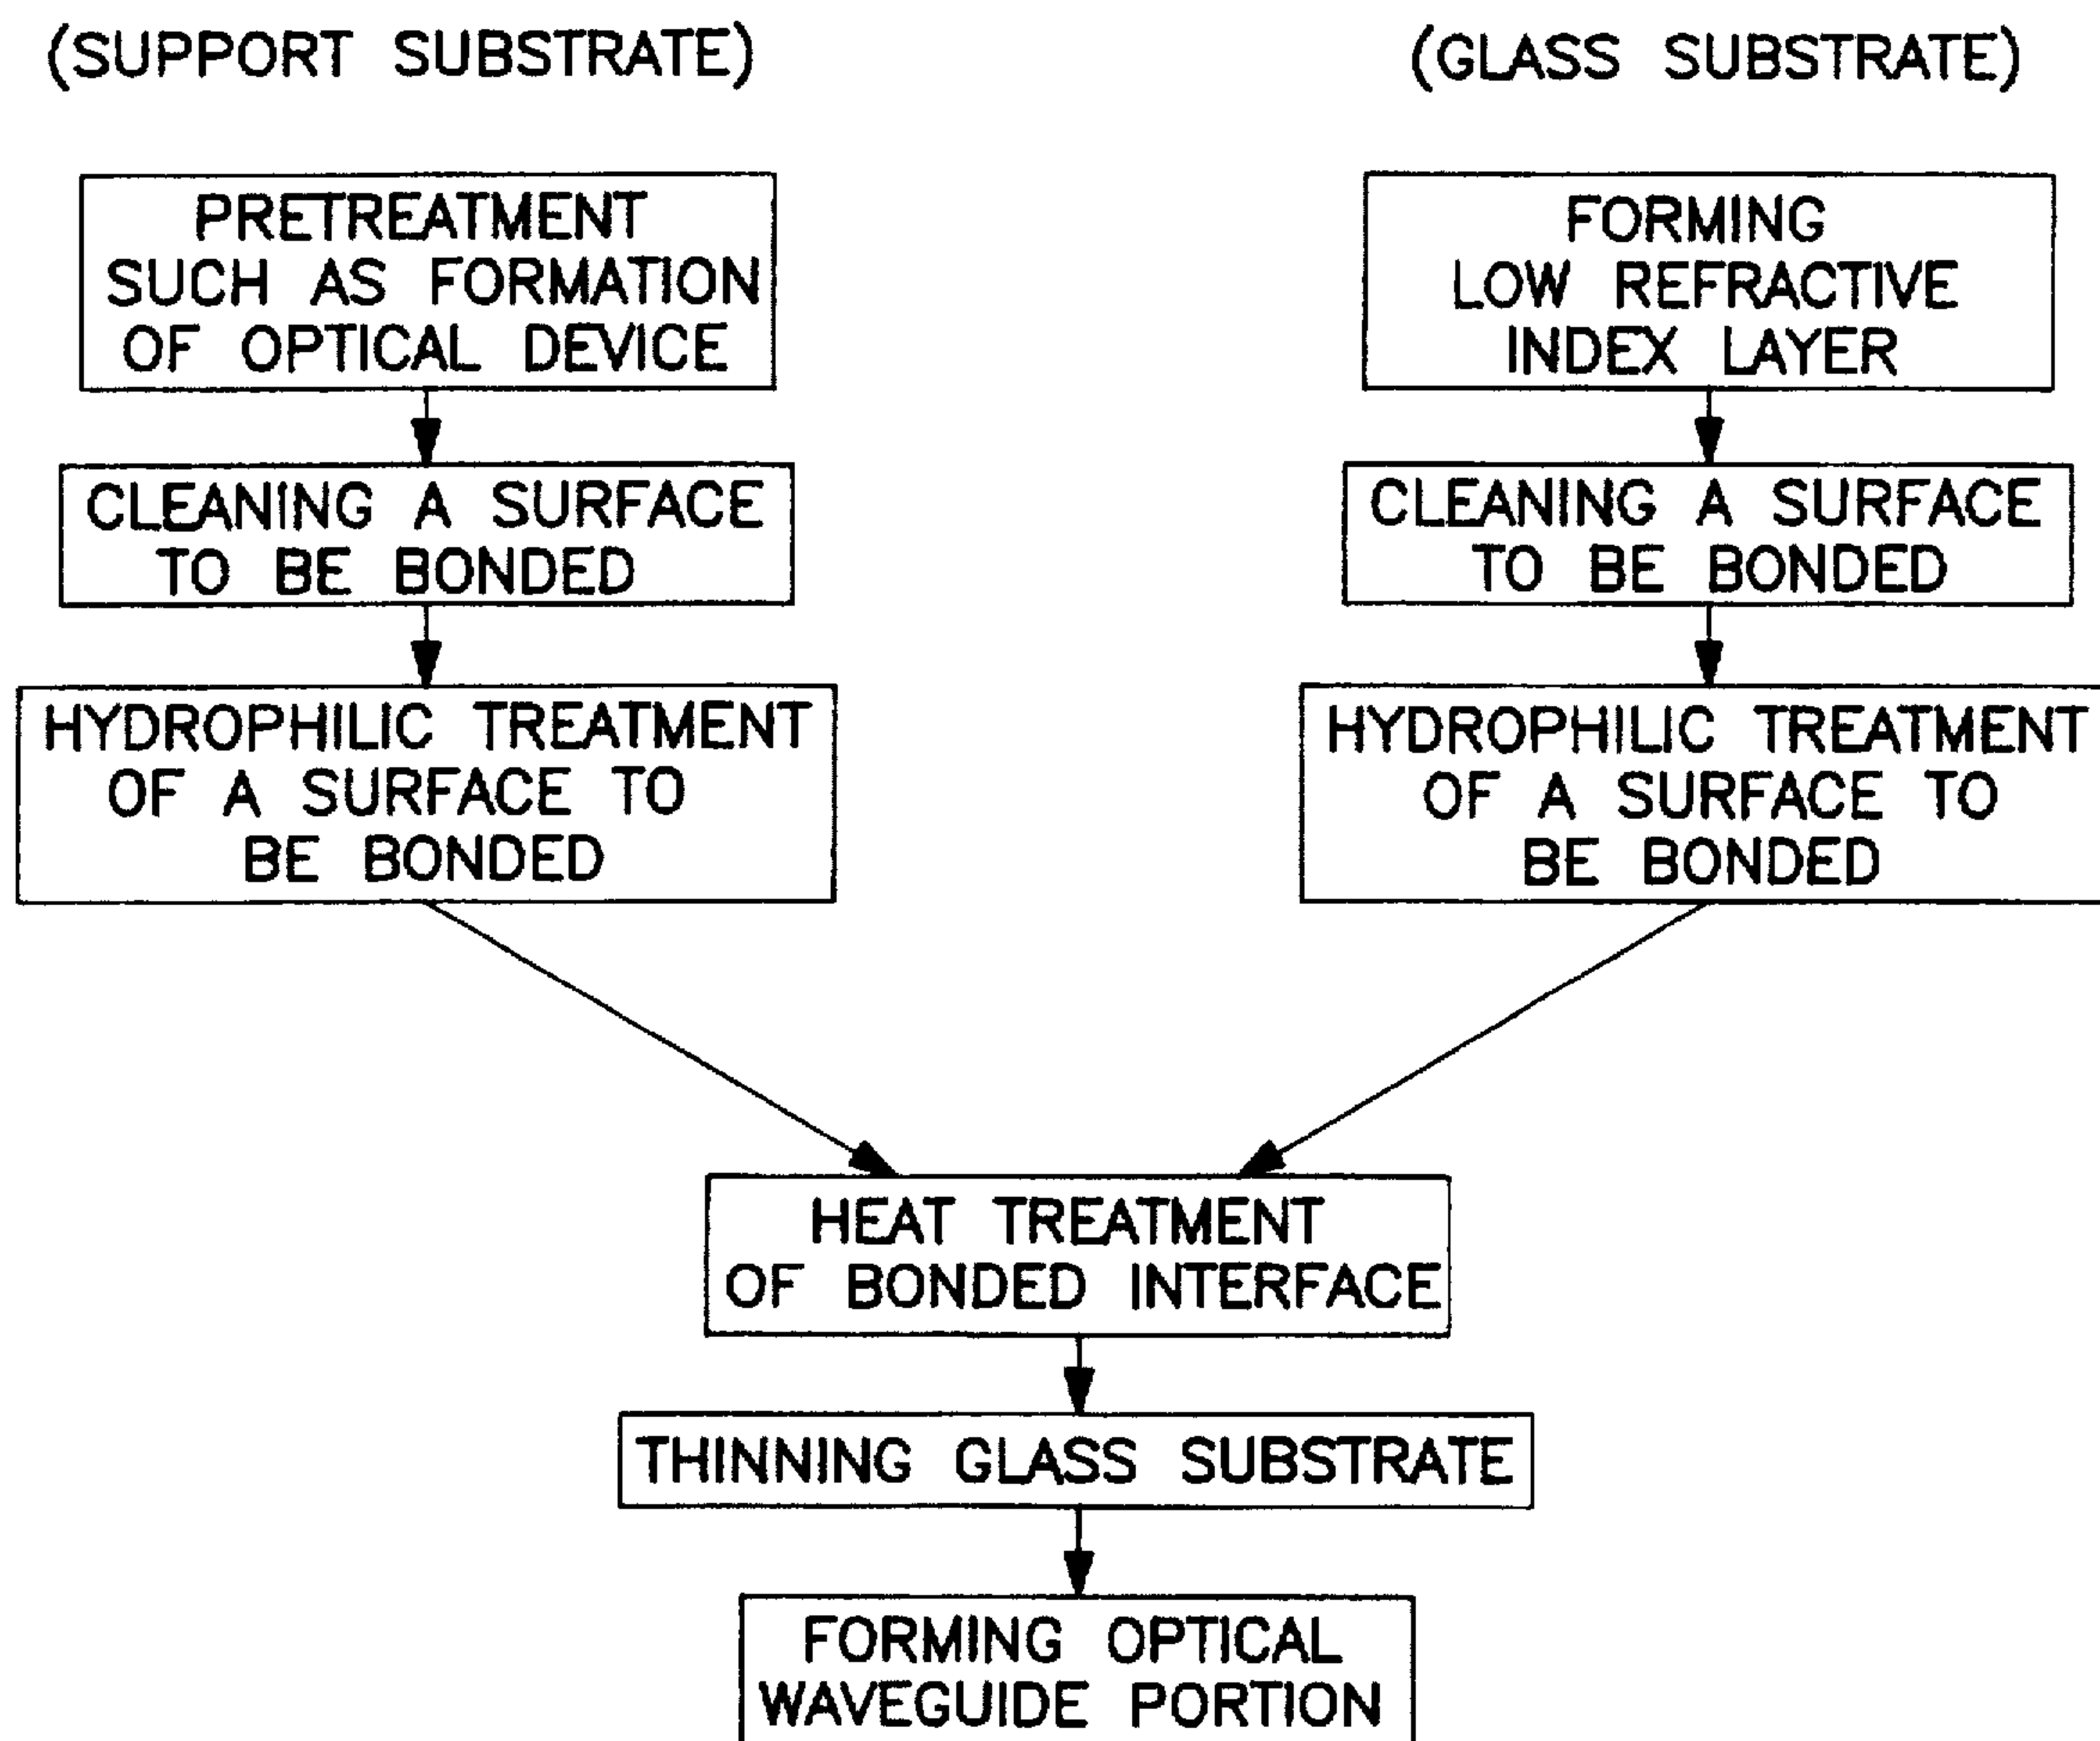 (SUPPORT SUBSTRATE)
(GLASS SUBSTRATE)
PRETREATMENT
SUCH AS FORMATION
OF OPTICAL DEVICE
FORMING
LOW REFRACTIVE
INDEX LAYER
CLEANING A SURFACE
TO BE BONDED
CLEANING A SURFACE
TO BE BONDED
HYDROPHILIC TREATMENT
OF A SURFACE TO
BE BONDED
HYDROPHILIC TREATMENT
OF A SURFACE TO
BE BONDED
HEAT TREATMENT
OF BONDED INTERFACE
THINNING GLASS SUBSTRATE
FORMING OPTICAL
WAVEGUIDE PORTION